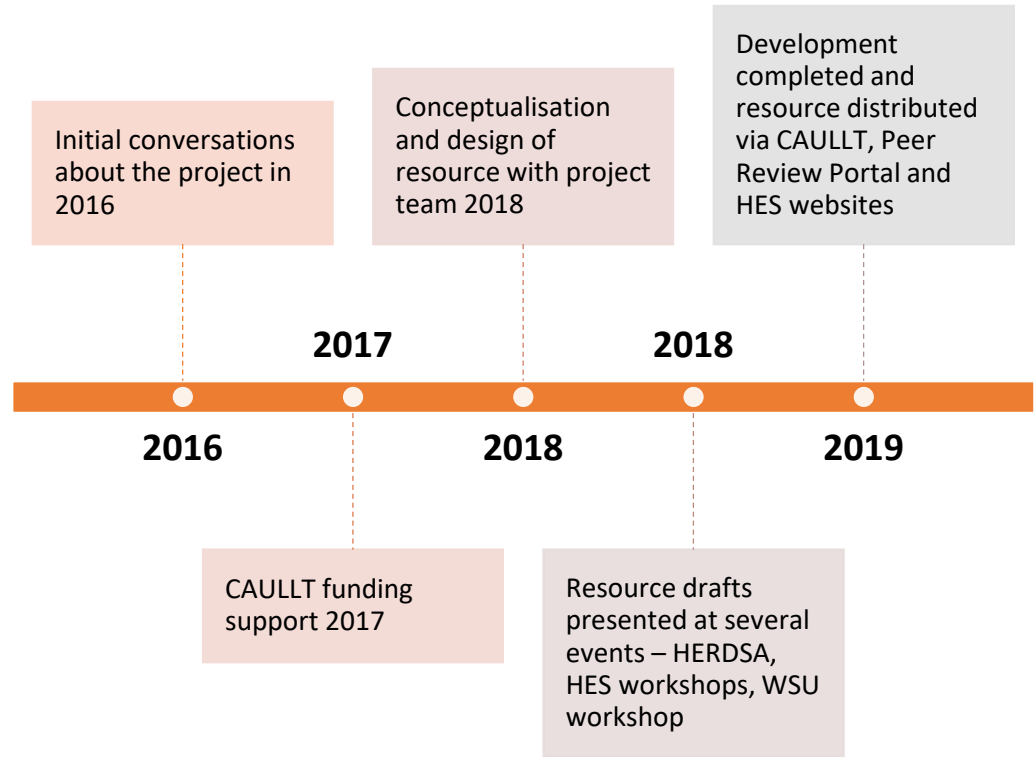 Initial conversations
about the project in
2016
Conceptualisation
and design of
resource with project
team 2018
Development
completed and
resource distributed
via CAULLT, Peer
Review Portal and
HES websites
2017
2018
2016
2018
2019
CAULLT funding
support 2017
Resource drafts
presented at several
events – HERDSA,
HES workshops, WSU
workshop